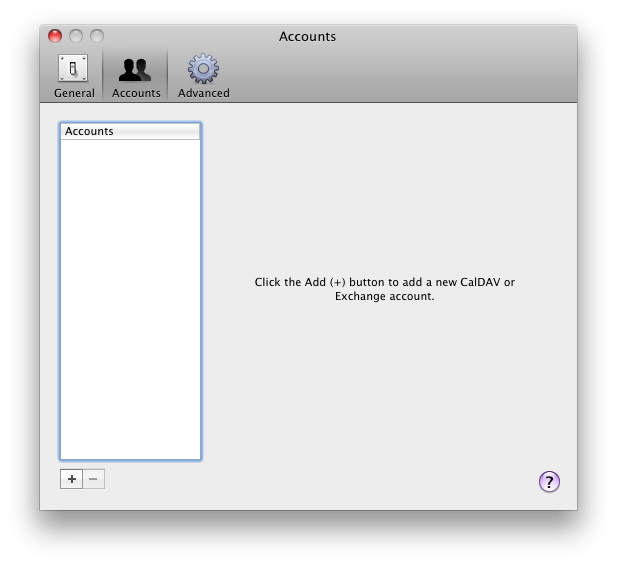 Accounts
General Accounts Advanced
Accounts
Click the Add (+) button to add a new CalDAV or
Exchange account.
+ −
?